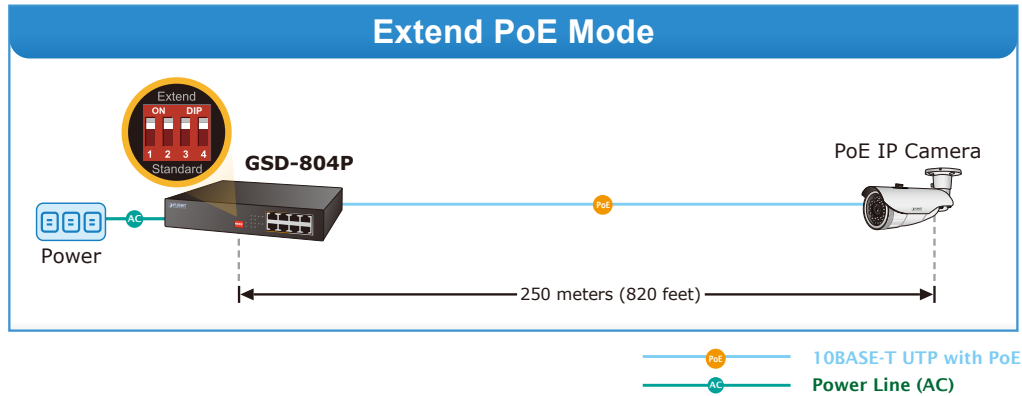 Extend PoE Mode
Extend
ON DIP
1 2 3 4
Standard
GSD-804P
PoE IP Camera
AC
PoE
PLANET
Power
250 meters (820 feet)
PoE 10BASE-T UTP with PoE
AC Power Line (AC)